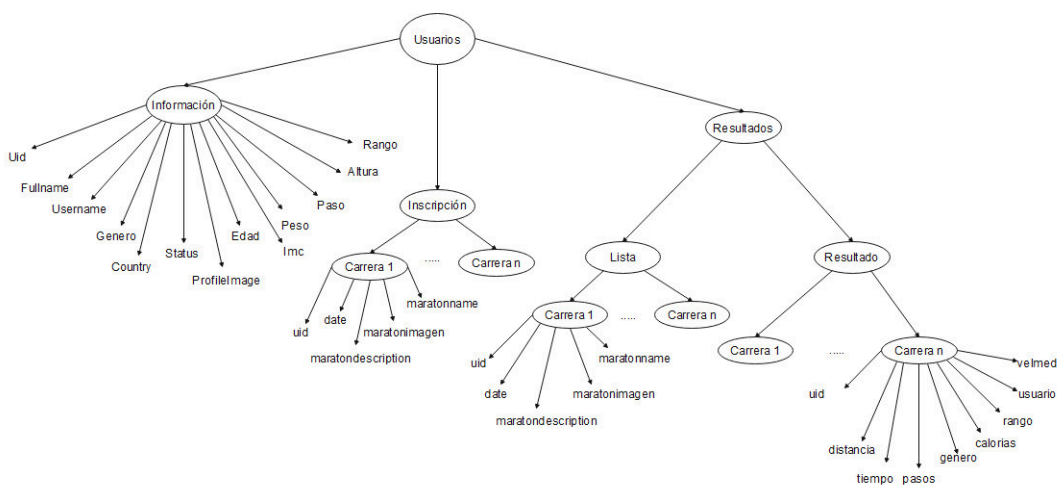 Usuarios
Información
Resultados
Uid
Fullname
Username
Genero
Country
Status
ProfileImage
Edad
Imc
Peso
Paso
Altura
Rango
Inscripción
Carrera 1
.....
Carrera n
uid
date
maratondescription
maratonimagen
maratonname
Lista
Resultado
Carrera 1
.....
Carrera n
uid
date
maratondescription
maratonimagen
maratonname
Carrera 1
.....
Carrera n
uid
distancia
tiempo
pasos
genero
calorias
rango
usuario
velmed